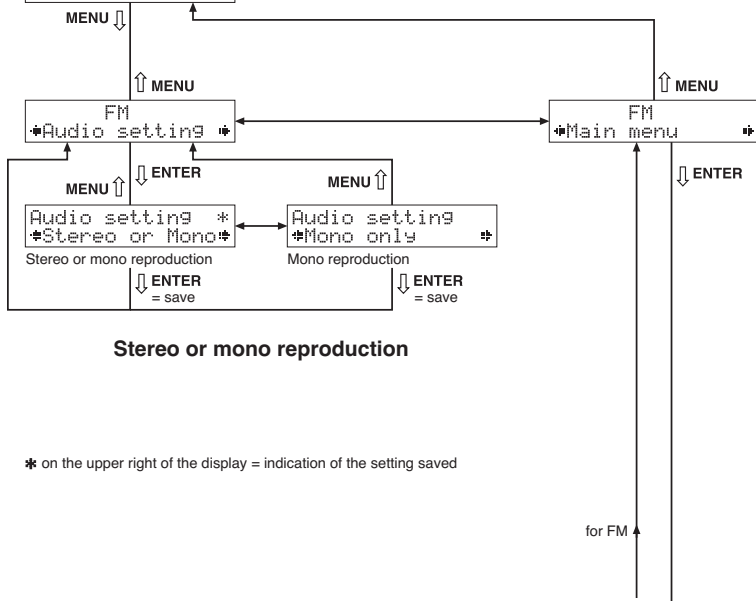 MENU
MENU
MENU
FM
Audio setting
FM
Main menu
ENTER
ENTER
MENU
MENU
Audio setting *
Stereo or Mono
Audio setting
Mono only
Stereo or mono reproduction
Mono reproduction
ENTER
= save
ENTER
= save
Stereo or mono reproduction
* on the upper right of the display = indication of the setting saved
for FM